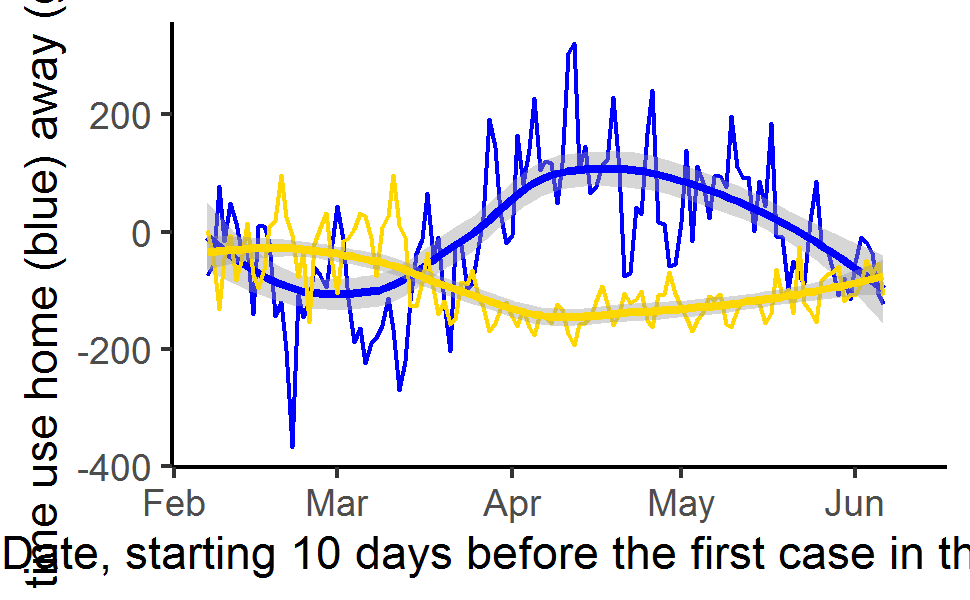 time use home (blue) away (
200
0
-200
-400
Feb Mar Apr May Jun
Date, starting 10 days before the first case in th